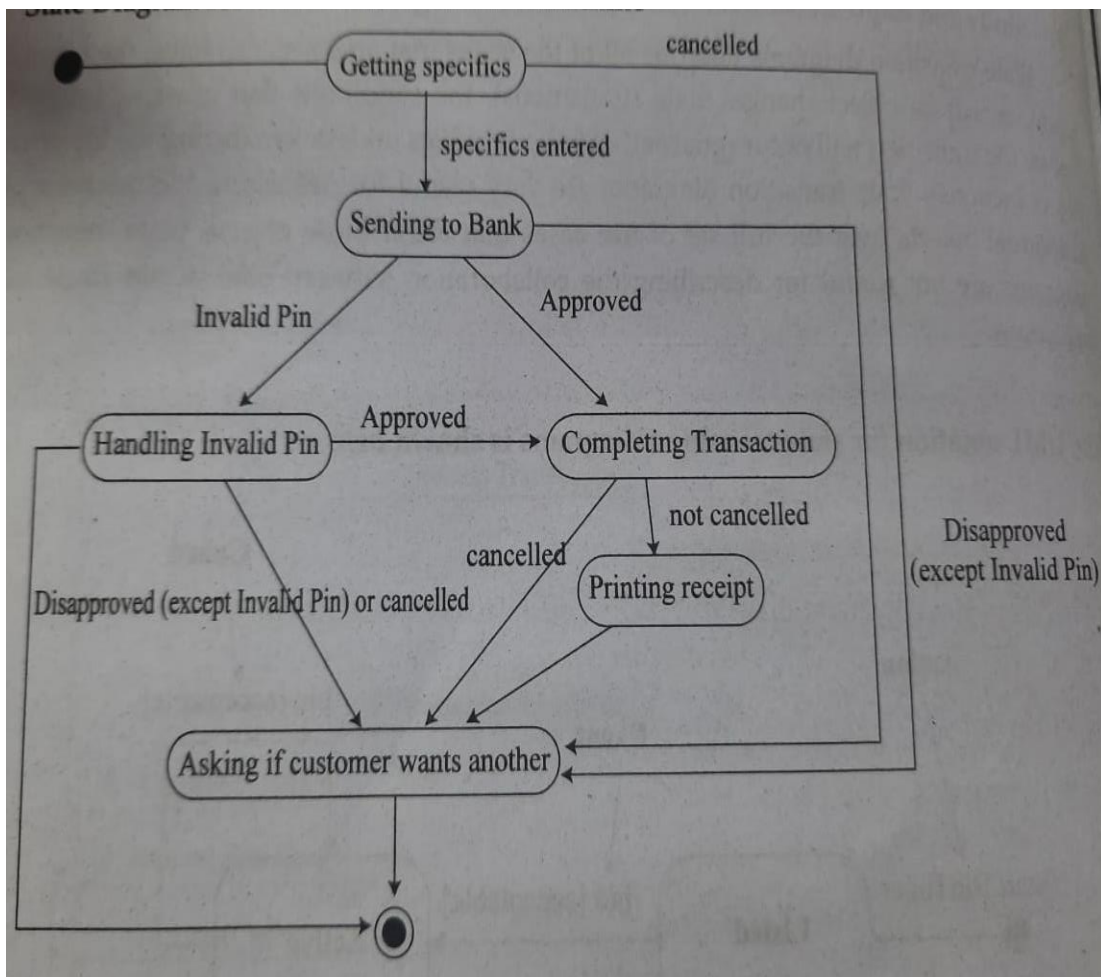 cancelled
Getting specifics
specifics entered
Sending to Bank
Invalid Pin
Approved
Approved
Handling Invalid Pin
Completing Transaction
not cancelled
cancelled
Disapproved
(except Invalid Pin)
Printing receipt
Disapproved (except Invalid Pin) or cancelled
Asking if customer wants another